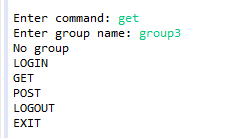 Enter command: get
Enter group name: group3
No group
LOGIN
GET
POST
LOGOUT
EXIT